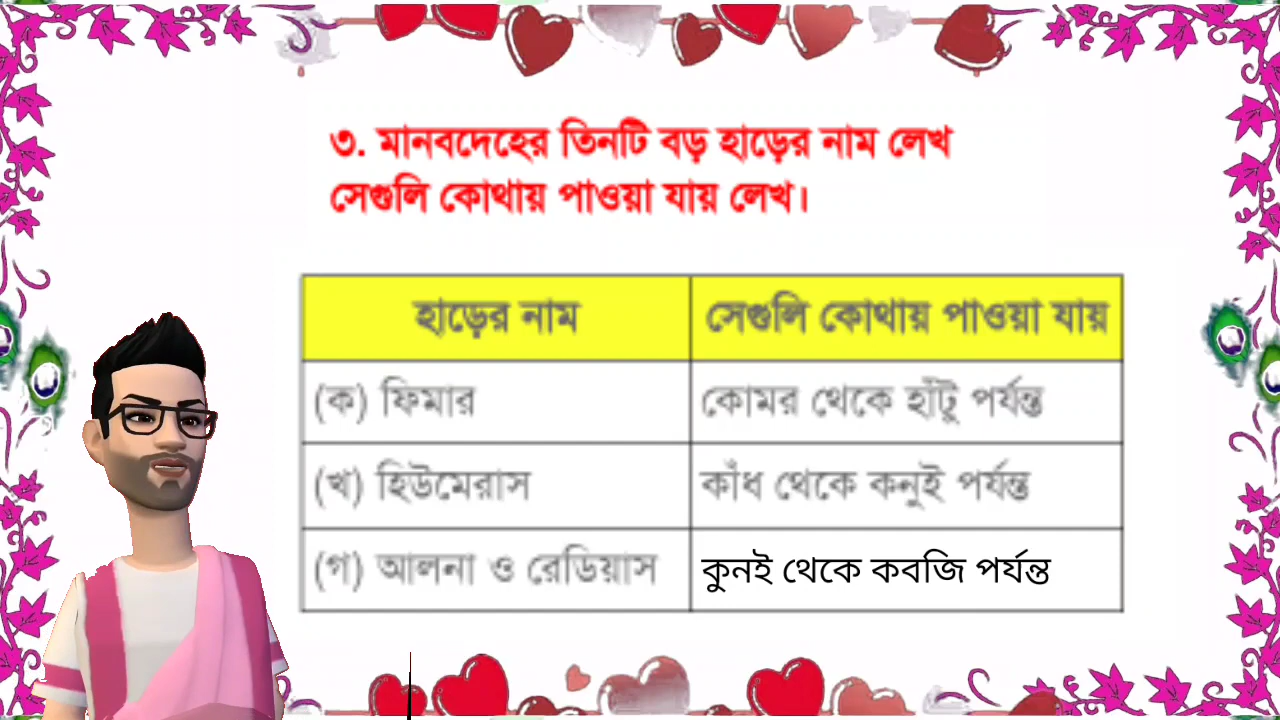 ৩. মানবদেহের তিনটি বড় হাড়ের নাম লেখ
সেগুলি কোথায় পাওয়া যায় লেখ।
হাড়ের নাম সেগুলি কোথায় পাওয়া যায়
(ক) ফিমার কোমর থেকে হাঁটু পর্যন্ত
(খ) হিউমেরাস কাঁধ থেকে কনুই পর্যন্ত
(গ) আলনা ও রেডিয়াস কুনই থেকে কবজি পর্যন্ত